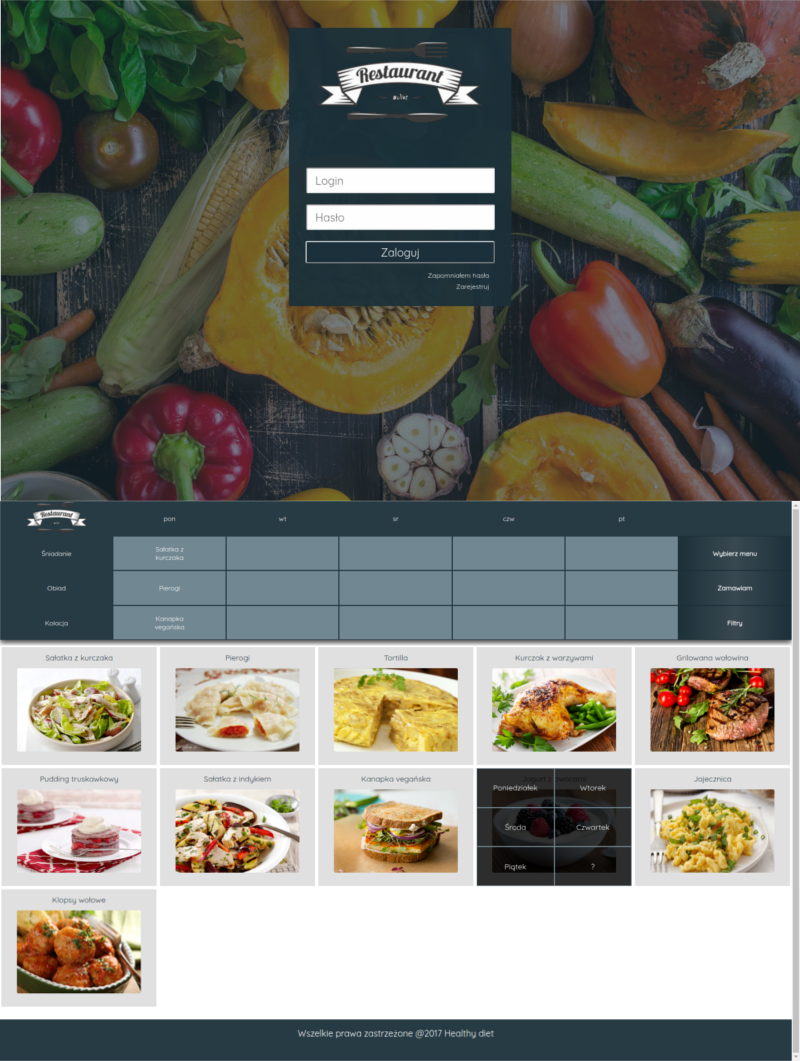 Restaurant
Login
Hasło
Zaloguj
Zapomniałem hasła
Zarejestruj
Restaurant
pon
wt
sr
czw
pt
Śniadanie
Sałatka z
kurczaka
Wybierz menu
Obiad
Pierogi
Zamawiam
Kolacja
Kanapka
vegańska
Filtry
Sałatka z kurczaka
Pierogi
Tortilla
Kurczak z warzywami
Grilowana wołowina
Pudding truskawkowy
Sałatka z indykiem
Kanapka vegańska
Jogurt z owocami
Jajecznica
Poniedziałek
Wtorek
Środa
Czwartek
Piątek
?
Klopsy wołowe
Wszelkie prawa zastrzeżone @2017 Healthy diet